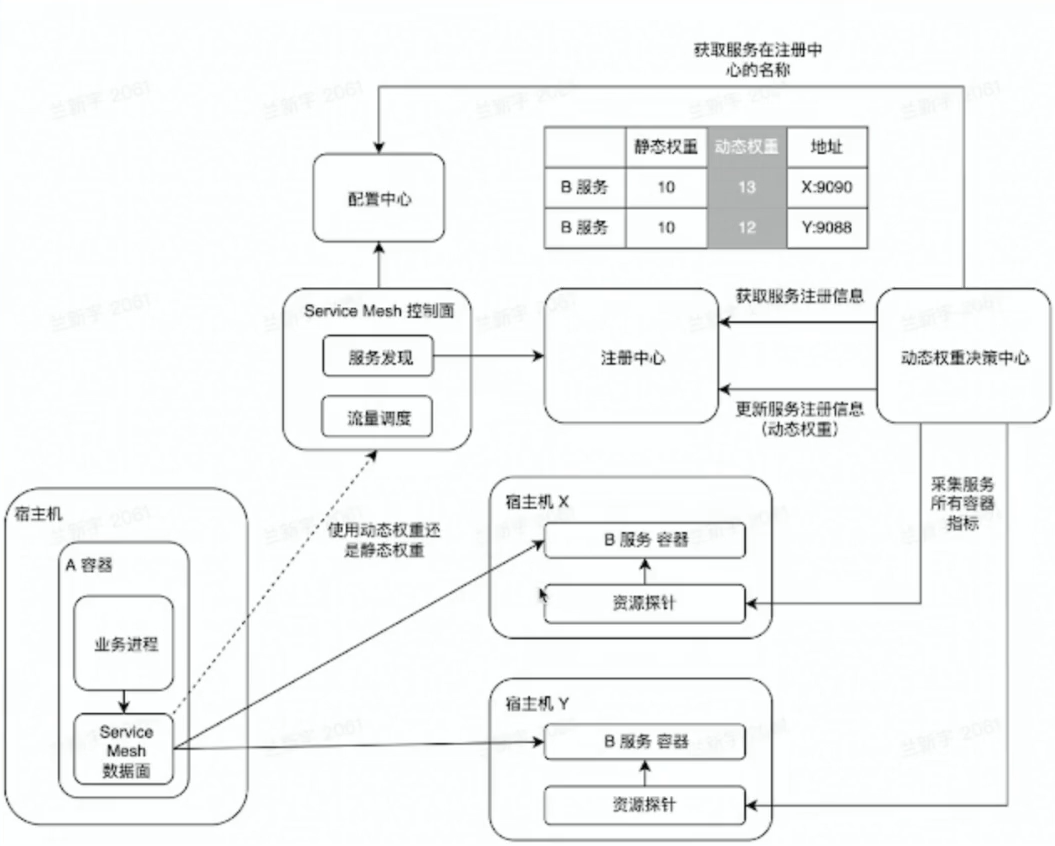 获取服务在注册中
心的名称
静态权重 动态权重 地址
B 服务 10 13 X:9090
B 服务 10 12 Y:9088
配置中心
Service Mesh 控制面
服务发现
流量调度
注册中心
获取服务注册信息
更新服务注册信息
（动态权重）
动态权重决策中心
采集服务
所有容器
指标
使用动态权重还
是静态权重
宿主机
A 容器
业务进程
Service
Mesh
数据面
宿主机 X
B 服务 容器
资源探针
宿主机 Y
B 服务 容器
资源探针